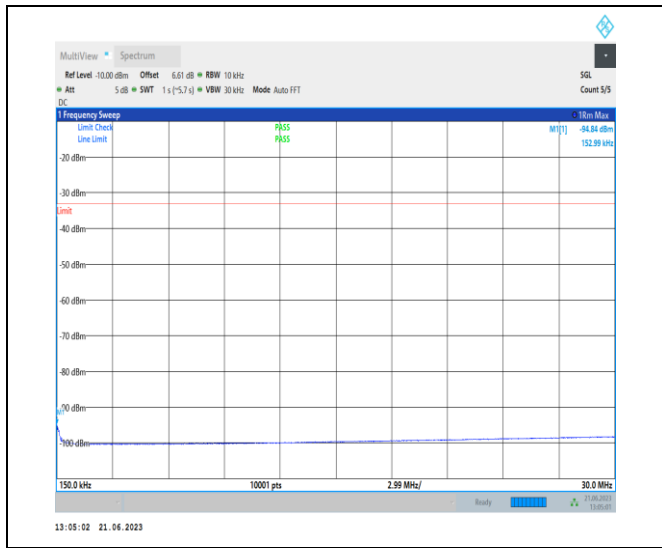 MultiView Spectrum
Ref Level -10.00 dBm Offset 6.61 dB RBW 10 kHz SGL
Att 5 dB SWT 1 s (~5.7 s) VBW 30 kHz Mode Auto FFT Count 5/5
DC
1 Frequency Sweep 1Rm Max
Limit Check PASS M1[1] -94.84 dBm
Line Limit PASS 152.99 kHz
-20 dBm
-30 dBm
Limit
-40 dBm
-50 dBm
-60 dBm
-70 dBm
-80 dBm
M1
-90 dBm
-100 dBm
150.0 kHz 10001 pts 2.99 MHz/ 30.0 MHz
Ready 21.06.2023
13:05:01
13:05:02 21.06.2023